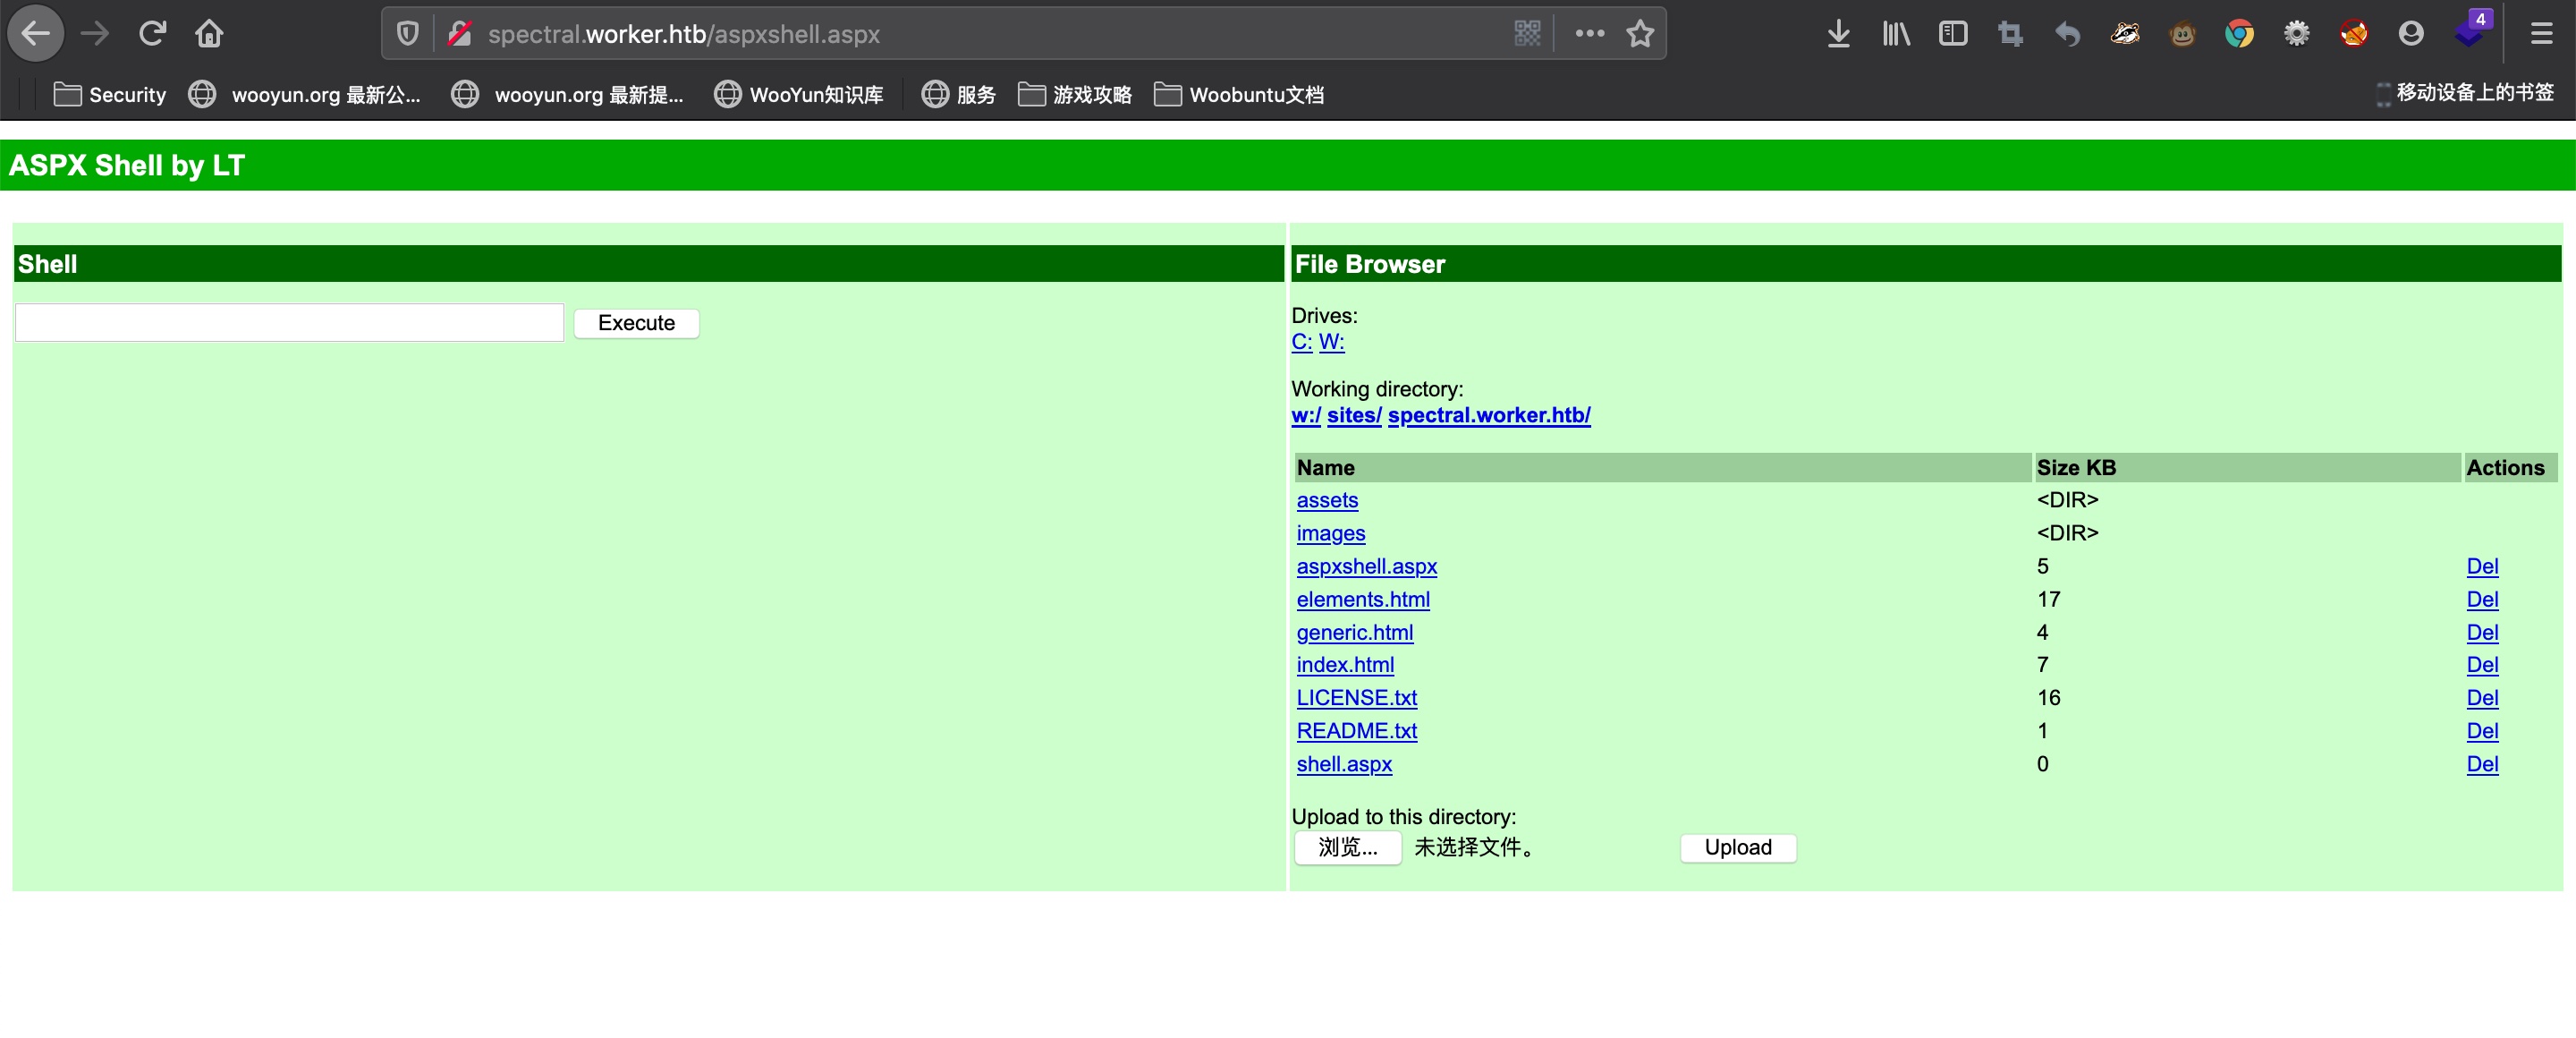 spectral.worker.htb/aspxshell.aspx
4
Security wooyun.org 最新公... wooyun.org 最新提... WooYun知识库 服务 游戏攻略 Woobuntu文档 移动设备上的书签
ASPX Shell by LT
Shell
Execute
File Browser
Drives:
C: W:
Working directory:
w:/ sites/ spectral.worker.htb/
Name Size KB Actions
assets <DIR>
images <DIR>
aspxshell.aspx 5 Del
elements.html 17 Del
generic.html 4 Del
index.html 7 Del
LICENSE.txt 16 Del
README.txt 1 Del
shell.aspx 0 Del
Upload to this directory:
浏览... 未选择文件。 Upload